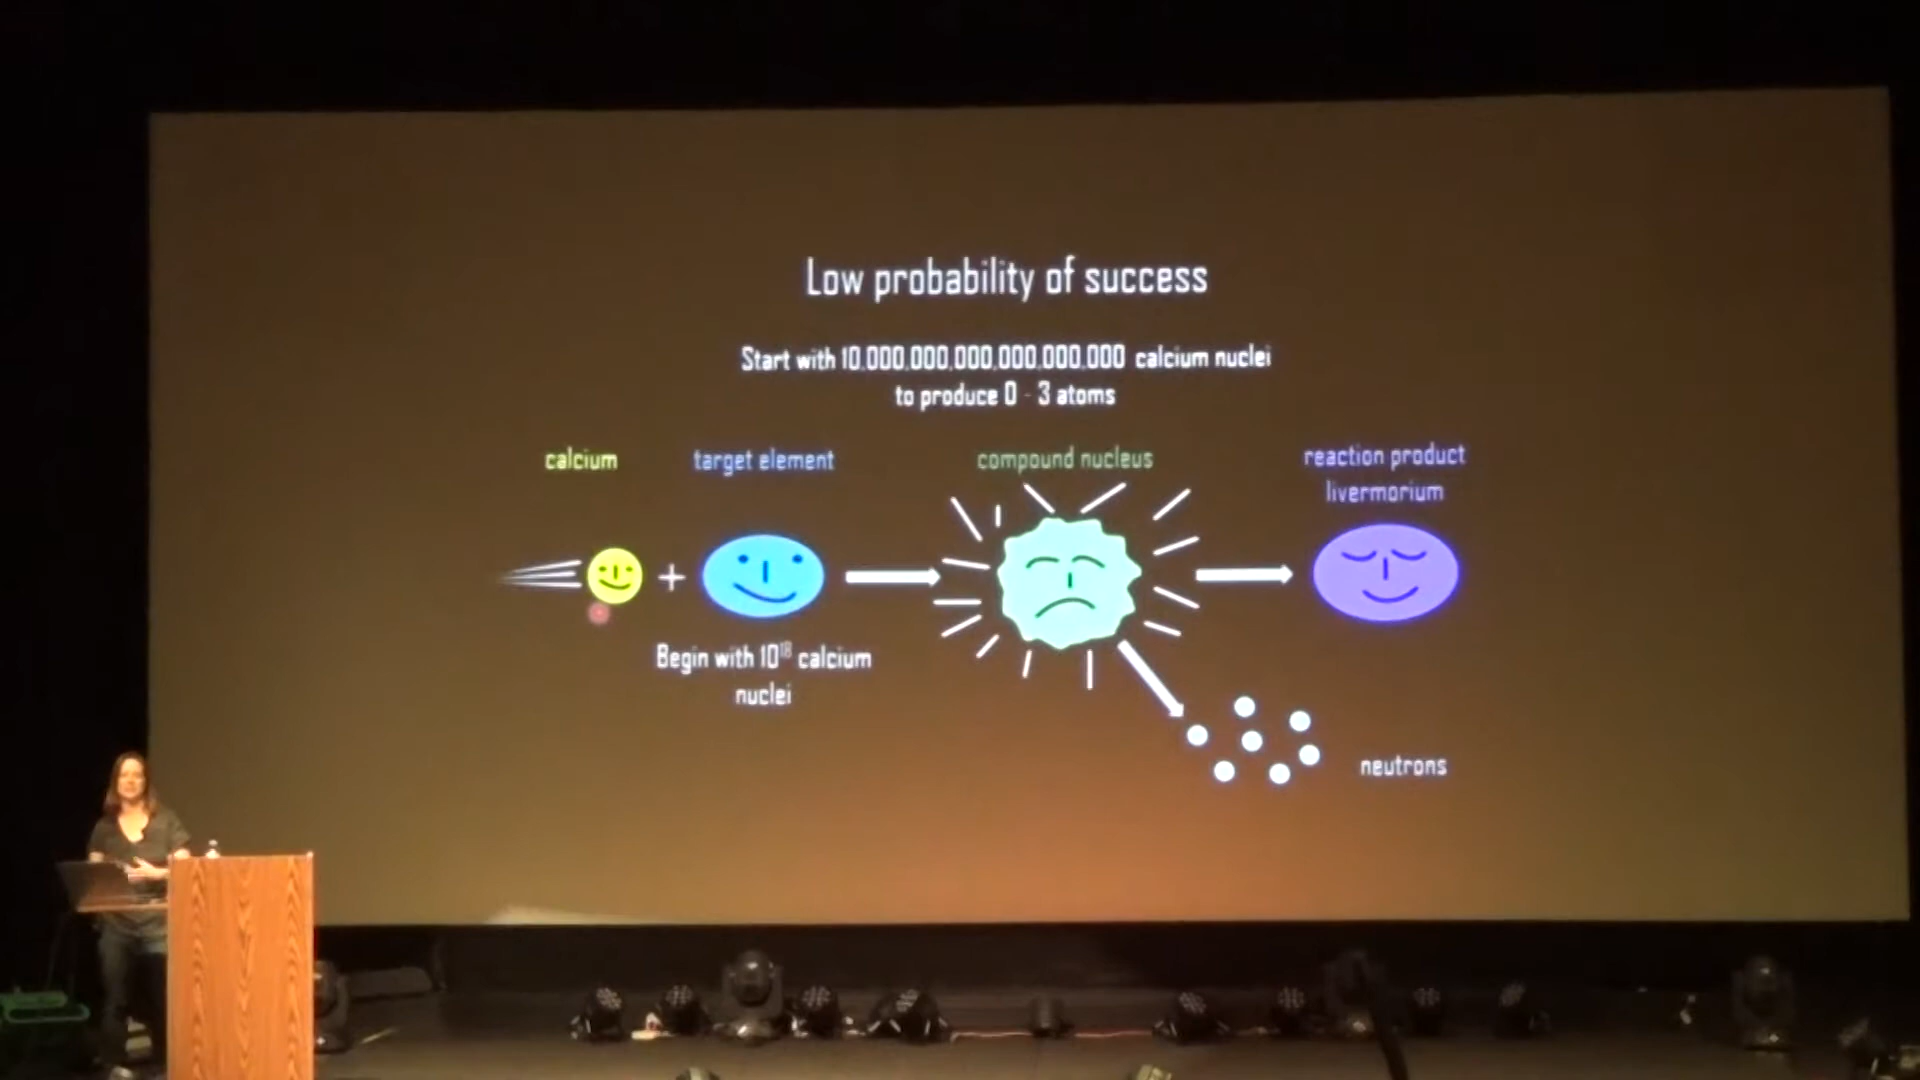 Low probability of success
Start with 10,000,000,000,000,000,000 calcium nuclei
to produce 0 - 3 atoms
calcium
target element
compound nucleus
reaction product
livermorium
Begin with 10¹⁸ calcium
nuclei
neutrons